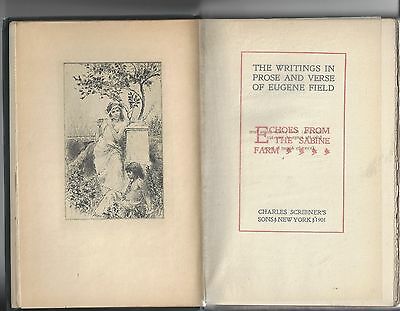 THE WRITINGS IN
PROSE AND VERSE
OF EUGENE FIELD
ECHOES FROM
THE SABINE
FARM
CHARLES SCRIBNER'S
SONS NEW YORK 1901